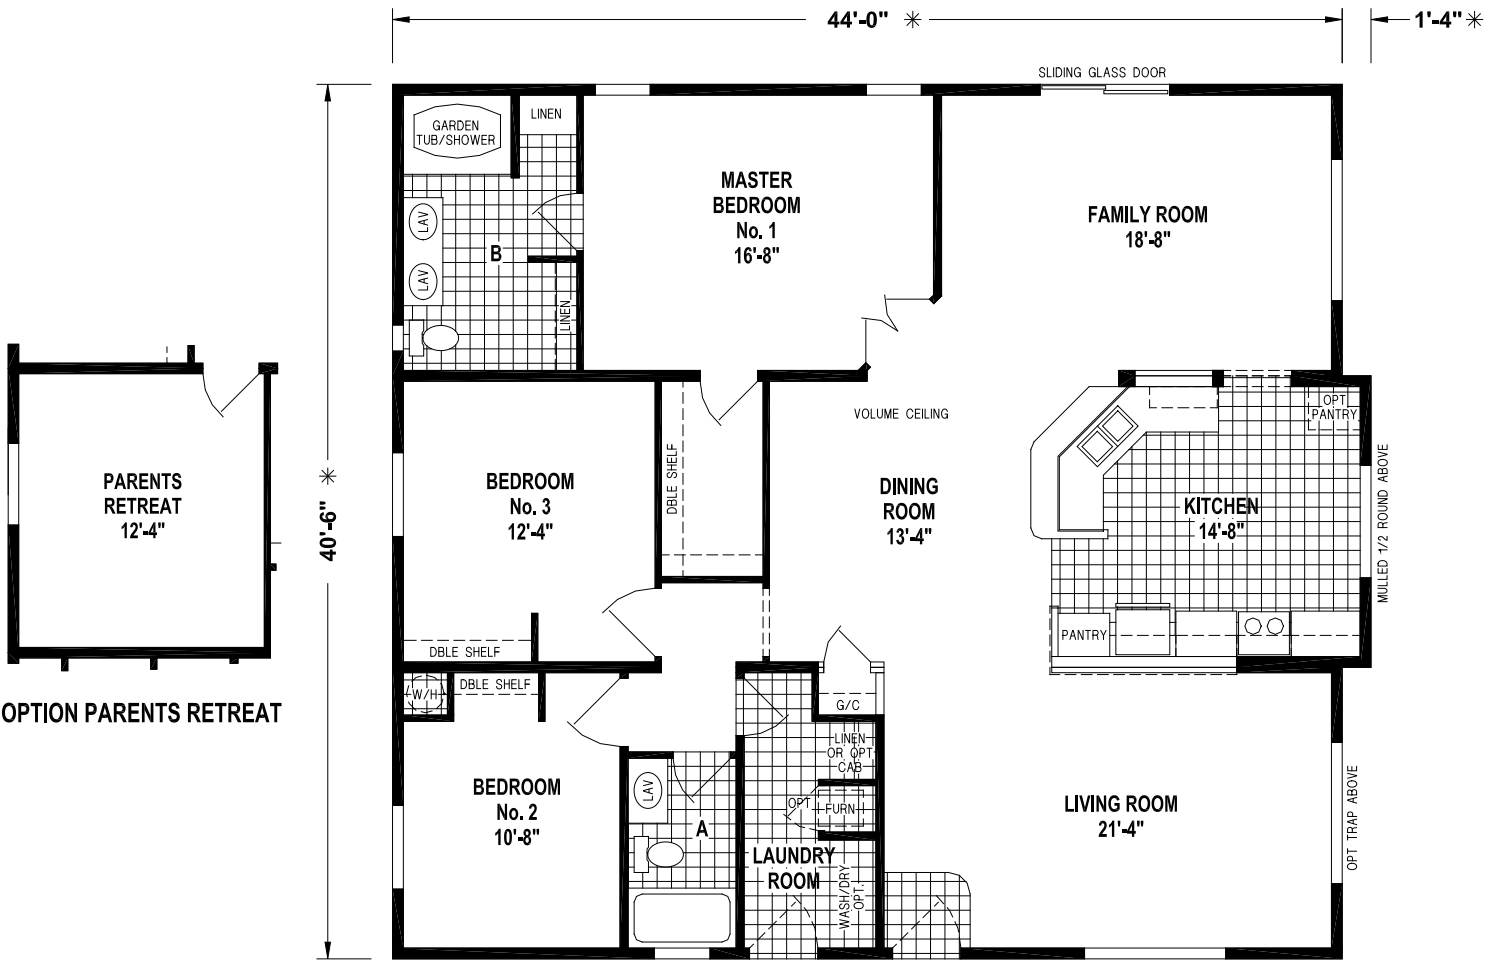 44'-0" ✳
1'-4" ✳
SLIDING GLASS DOOR
GARDEN
TUB/SHOWER
LINEN
MASTER
BEDROOM
No. 1
16'-8"
FAMILY ROOM
18'-8"
LAV
B
LAV
LINEN
OPT
PANTRY
VOLUME CEILING
PARENTS
RETREAT
12'-4"
40'-6" ✳
BEDROOM
No. 3
12'-4"
DBLE SHELF
DINING
ROOM
13'-4"
KITCHEN
14'-8"
MULLED 1/2 ROUND ABOVE
PANTRY
DBLE SHELF
OPTION PARENTS RETREAT
W/H
DBLE SHELF
G/C
LINEN
OR OPT
CAB
BEDROOM
No. 2
10'-8"
LAV
A
OPT
FURN
LIVING ROOM
21'-4"
OPT TRAP ABOVE
LAUNDRY
ROOM
WASH/DRY
OPT.